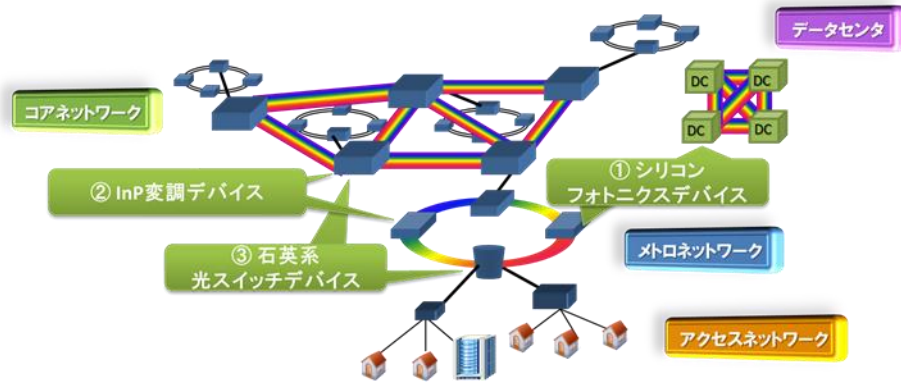 データセンタ
DC
DC
DC
DC
コアネットワーク
① シリコン
フォトニクスデバイス
② InP変調デバイス
③ 石英系
光スイッチデバイス
メトロネットワーク
アクセスネットワーク